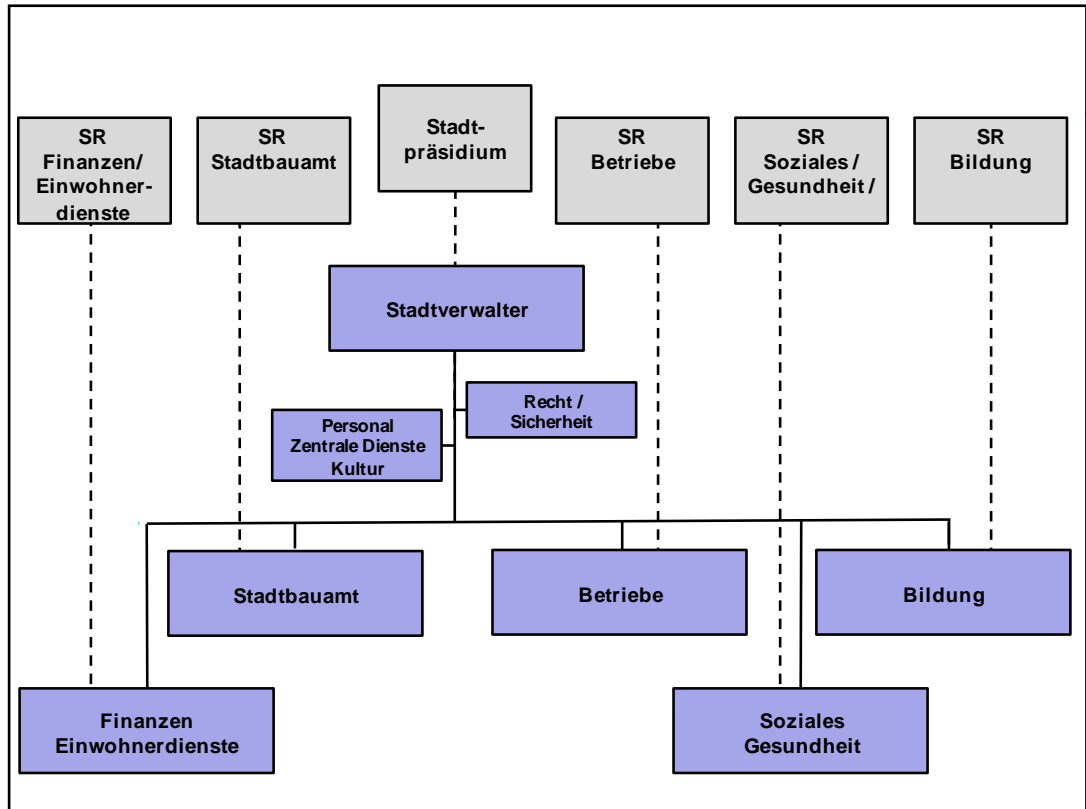 SR
Finanzen/
Einwohner-
dienste
SR
Stadtbauamt
Stadt-
präsidium
SR
Betriebe
SR
Soziales /
Gesundheit /
SR
Bildung
Stadtverwalter
Recht /
Sicherheit
Personal
Zentrale Dienste
Kultur
Stadtbauamt
Betriebe
Bildung
Finanzen
Einwohnerdienste
Soziales
Gesundheit